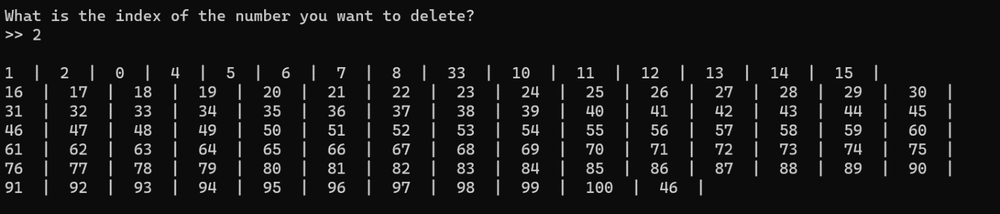 What is the index of the number you want to delete?
>> 2
1 | 2 | 0 | 4 | 5 | 6 | 7 | 8 | 33 | 10 | 11 | 12 | 13 | 14 | 15 |
16 | 17 | 18 | 19 | 20 | 21 | 22 | 23 | 24 | 25 | 26 | 27 | 28 | 29 | 30 |
31 | 32 | 33 | 34 | 35 | 36 | 37 | 38 | 39 | 40 | 41 | 42 | 43 | 44 | 45 |
46 | 47 | 48 | 49 | 50 | 51 | 52 | 53 | 54 | 55 | 56 | 57 | 58 | 59 | 60 |
61 | 62 | 63 | 64 | 65 | 66 | 67 | 68 | 69 | 70 | 71 | 72 | 73 | 74 | 75 |
76 | 77 | 78 | 79 | 80 | 81 | 82 | 83 | 84 | 85 | 86 | 87 | 88 | 89 | 90 |
91 | 92 | 93 | 94 | 95 | 96 | 97 | 98 | 99 | 100 | 46 |